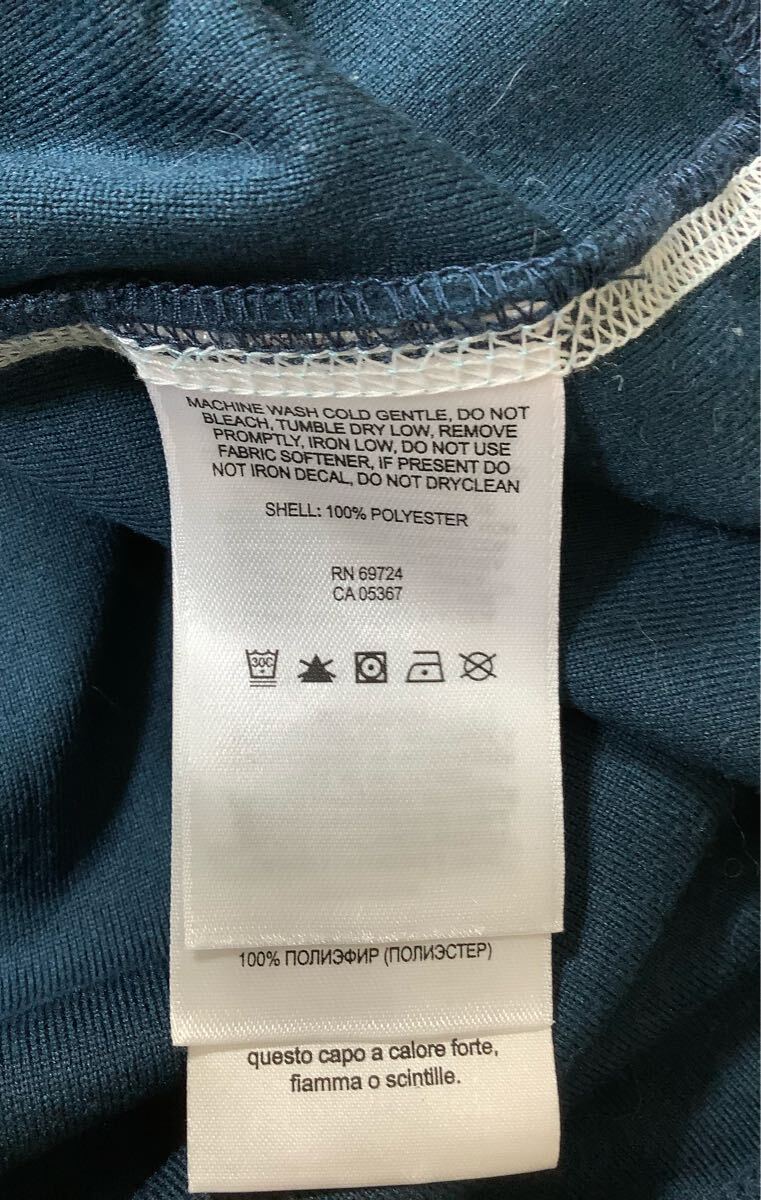 MACHINE WASH COLD GENTLE, DO NOT
BLEACH, TUMBLE DRY LOW, REMOVE
PROMPTLY, IRON LOW, DO NOT USE
FABRIC SOFTENER, IF PRESENT DO
NOT IRON DECAL, DO NOT DRYCLEAN
SHELL: 100% POLYESTER
RN 69724
CA 05367
30C
100% ПОЛИЭФИР (ПОЛИЭСТЕР)
questo capo a calore forte,
fiamma o scintille.